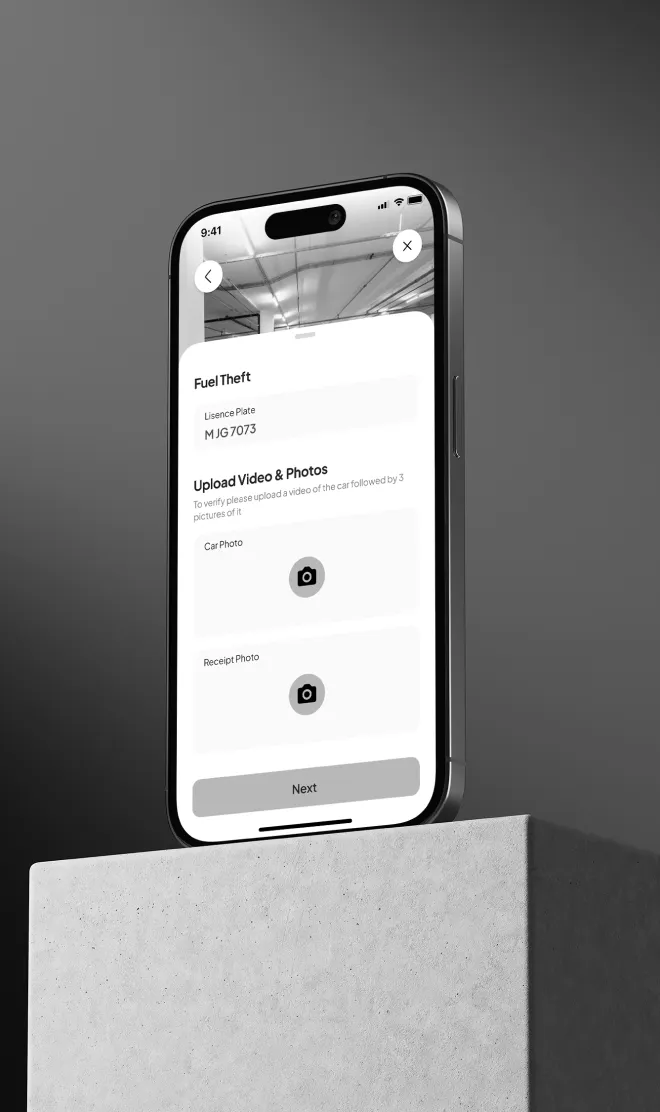 9:41
Fuel Theft
Lisence Plate
M JG 7073
Upload Video & Photos
To verify please upload a video of the car followed by 3
pictures of it
Car Photo
Receipt Photo
Next